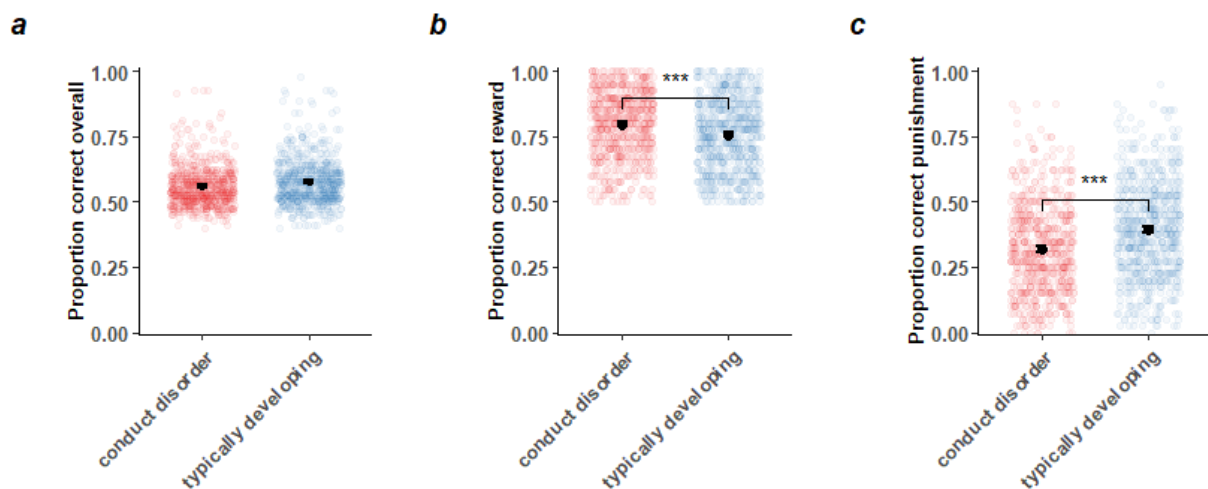 a
Proportion correct overall
1.00
0.75
0.50
0.25
0.00
conduct disorder
typically developing
b
Proportion correct reward
1.00
0.75
0.50
0.25
0.00
***
conduct disorder
typically developing
c
Proportion correct punishment
1.00
0.75
0.50
0.25
0.00
***
conduct disorder
typically developing